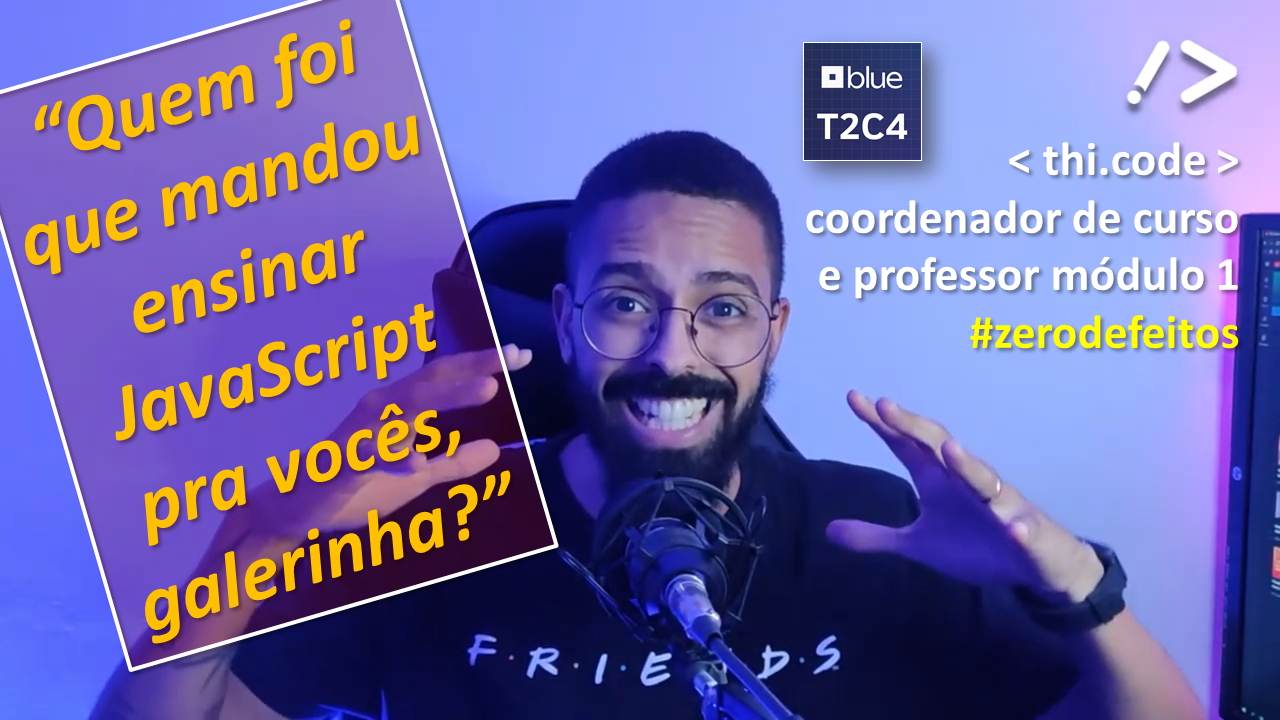 “Quem foi
que mandou
ensinar
JavaScript
pra vocês,
galerinha?”
blue
T2C4
!/>
< thi.code >
coordenador de curso
e professor módulo 1
#zerodefeitos
F·R·I·E D·S